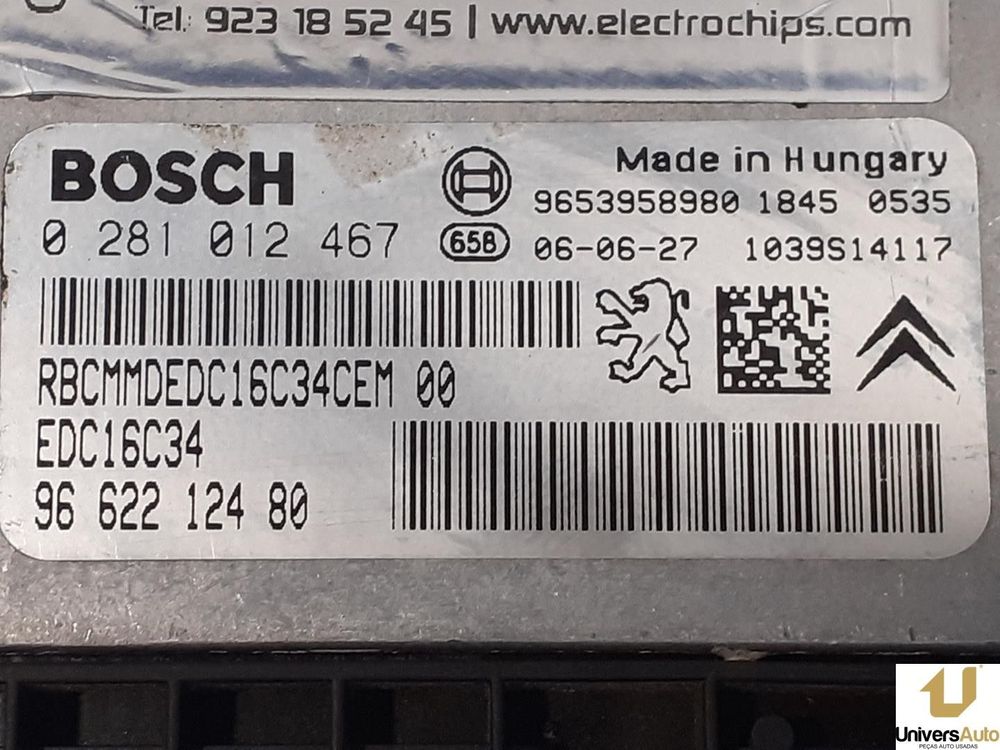 Tel: 923 18 52 45 | www.electrochips.com
BOSCH
Made in Hungary
9653958980 1845 0535
0 281 012 467 658 06-06-27 1039S14117
RBCMMDEDC16C34CEM 00
EDC16C34
96 622 124 80
UniversAuto
PEÇAS AUTO USADAS